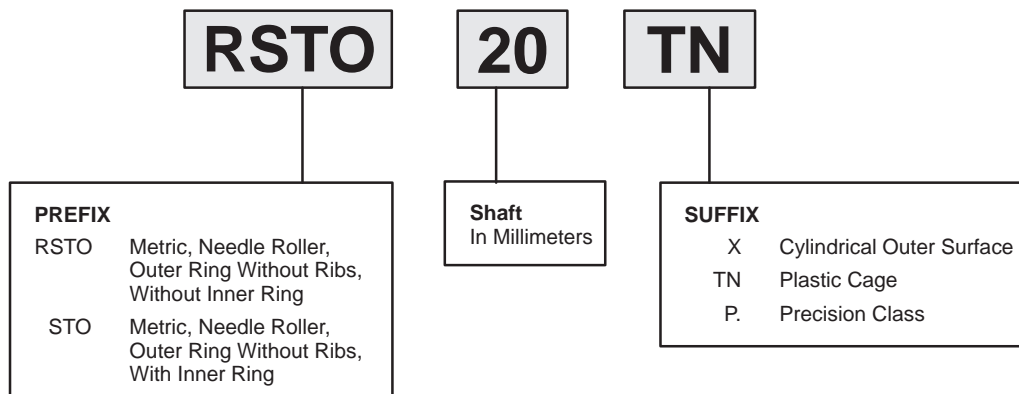 RSTO 20 TN
PREFIX
RSTO Metric, Needle Roller,
Outer Ring Without Ribs,
Without Inner Ring
STO Metric, Needle Roller,
Outer Ring Without Ribs,
With Inner Ring
Shaft
In Millimeters
SUFFIX
X Cylindrical Outer Surface
TN Plastic Cage
P. Precision Class